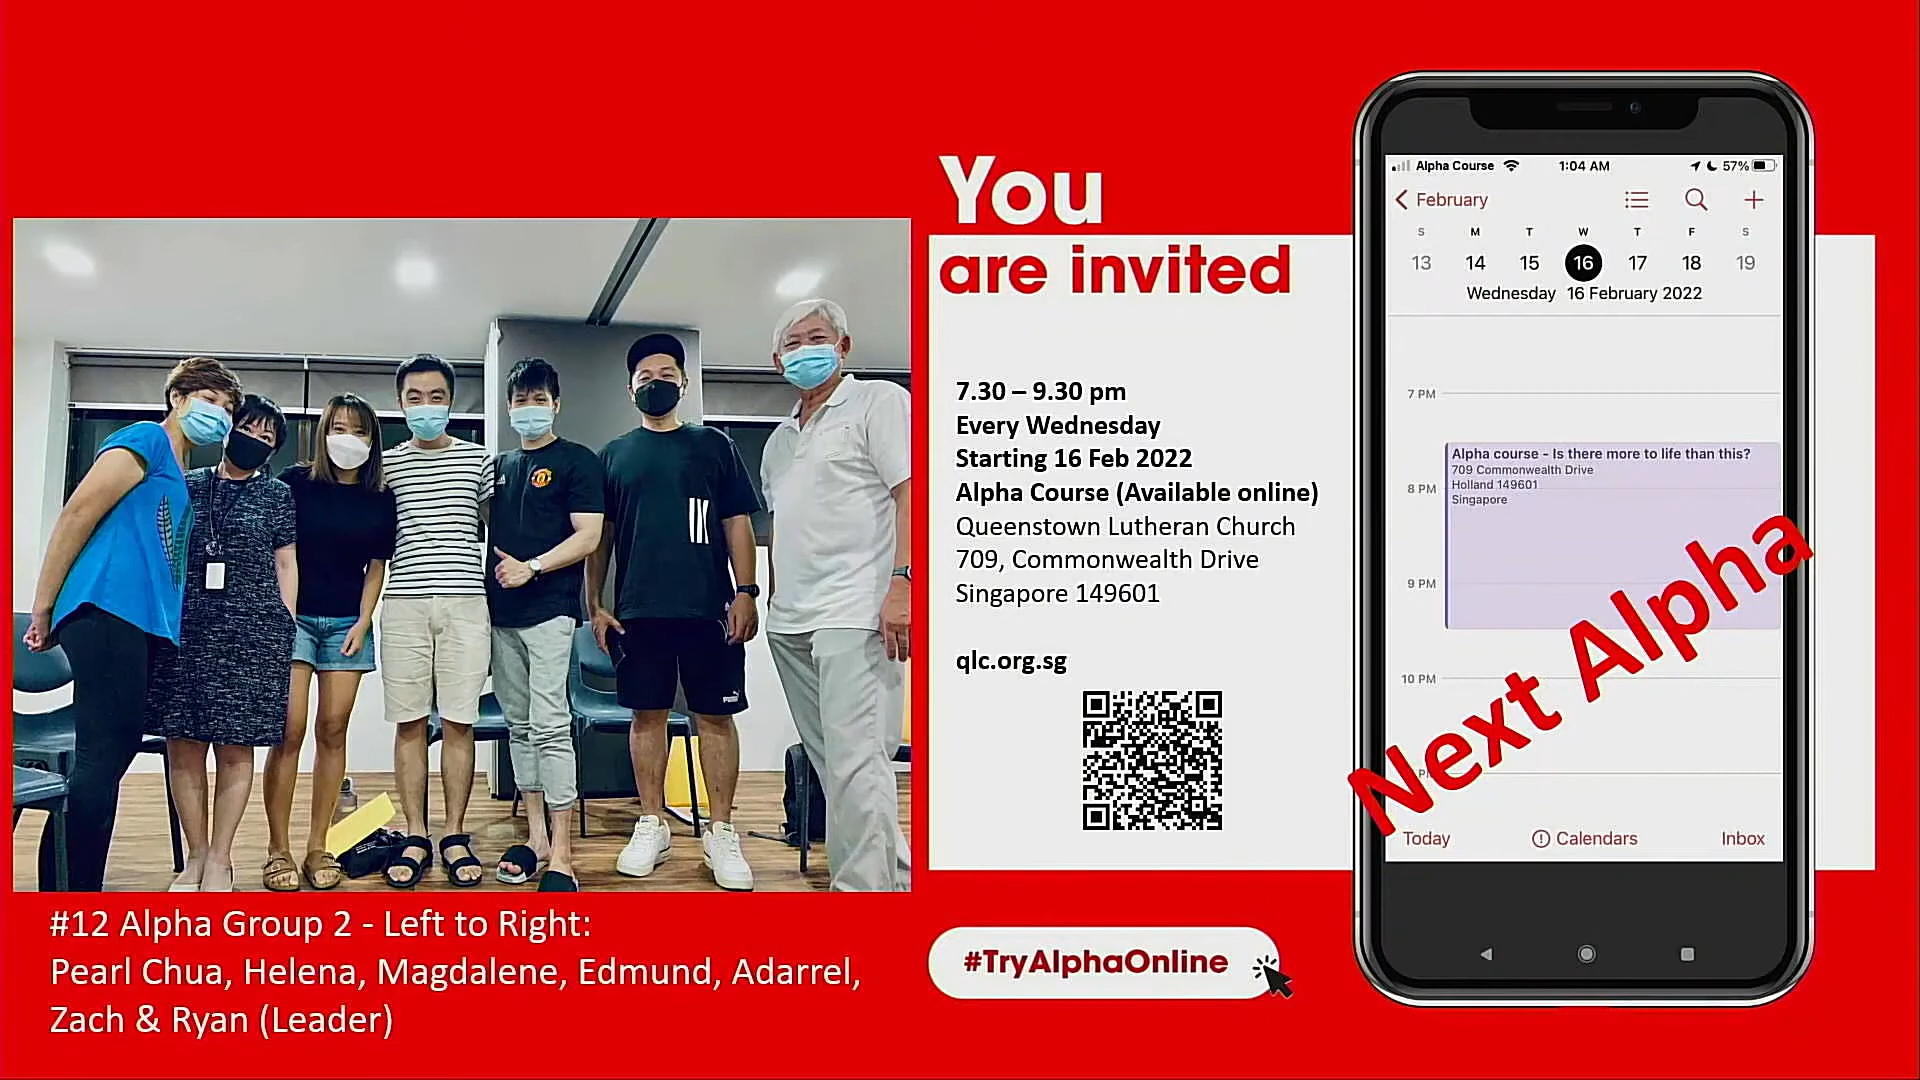 You
are invited
7.30 – 9.30 pm
Every Wednesday
Starting 16 Feb 2022
Alpha Course (Available online)
Queenstown Lutheran Church
709, Commonwealth Drive
Singapore 149601
qlc.org.sg
#TryAlphaOnline
#12 Alpha Group 2 - Left to Right:
Pearl Chua, Helena, Magdalene, Edmund, Adarrel,
Zach & Ryan (Leader)
Alpha Course 1:04 AM 57%
February
S M T W T F S
13 14 15 16 17 18 19
Wednesday 16 February 2022
7 PM
Alpha course - Is there more to life than this?
709 Commonwealth Drive
Holland 149601
Singapore
8 PM
9 PM
10 PM
Next Alpha
Today Calendars Inbox